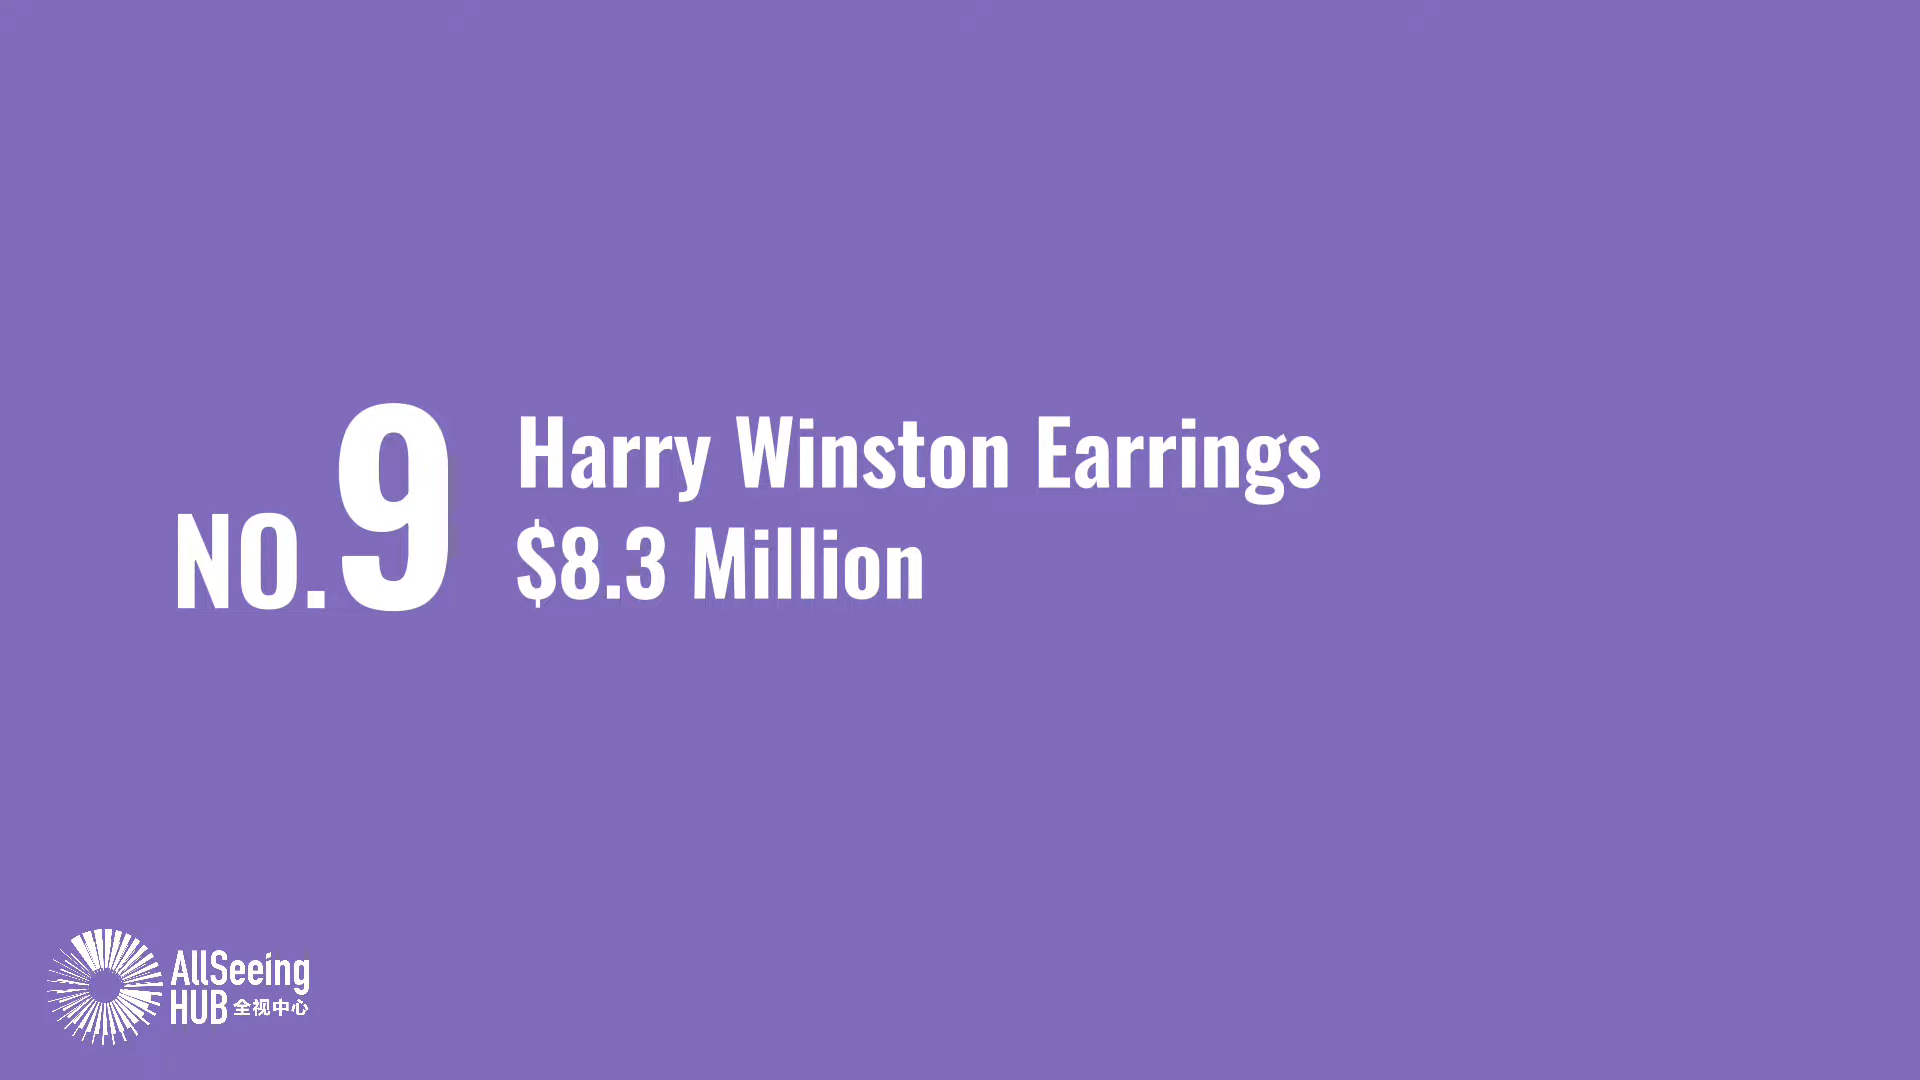 NO.9
Harry Winston Earrings
$8.3 Million
AllSeeing
HUB 全视中心